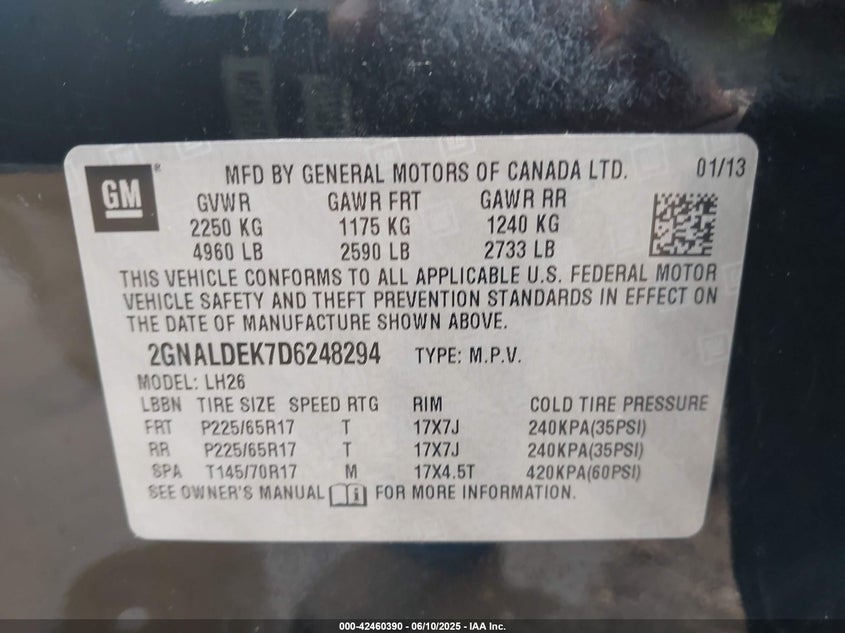 GM®
MFD BY GENERAL MOTORS OF CANADA LTD. 01/13
GVWR GAWR FRT GAWR RR
2250 KG 1175 KG 1240 KG
4960 LB 2590 LB 2733 LB
THIS VEHICLE CONFORMS TO ALL APPLICABLE U.S. FEDERAL MOTOR
VEHICLE SAFETY AND THEFT PREVENTION STANDARDS IN EFFECT ON
THE DATE OF MANUFACTURE SHOWN ABOVE.
2GNALDEK7D6248294 TYPE: M.P.V.
MODEL: LH26
LBBN TIRE SIZE SPEED RTG RIM COLD TIRE PRESSURE
FRT P225/65R17 T 17X7J 240KPA(35PSI)
RR P225/65R17 T 17X7J 240KPA(35PSI)
SPA T145/70R17 M 17X4.5T 420KPA(60PSI)
SEE OWNER'S MANUAL FOR MORE INFORMATION.
000-42460390 - 06/10/2025 - IAA Inc.